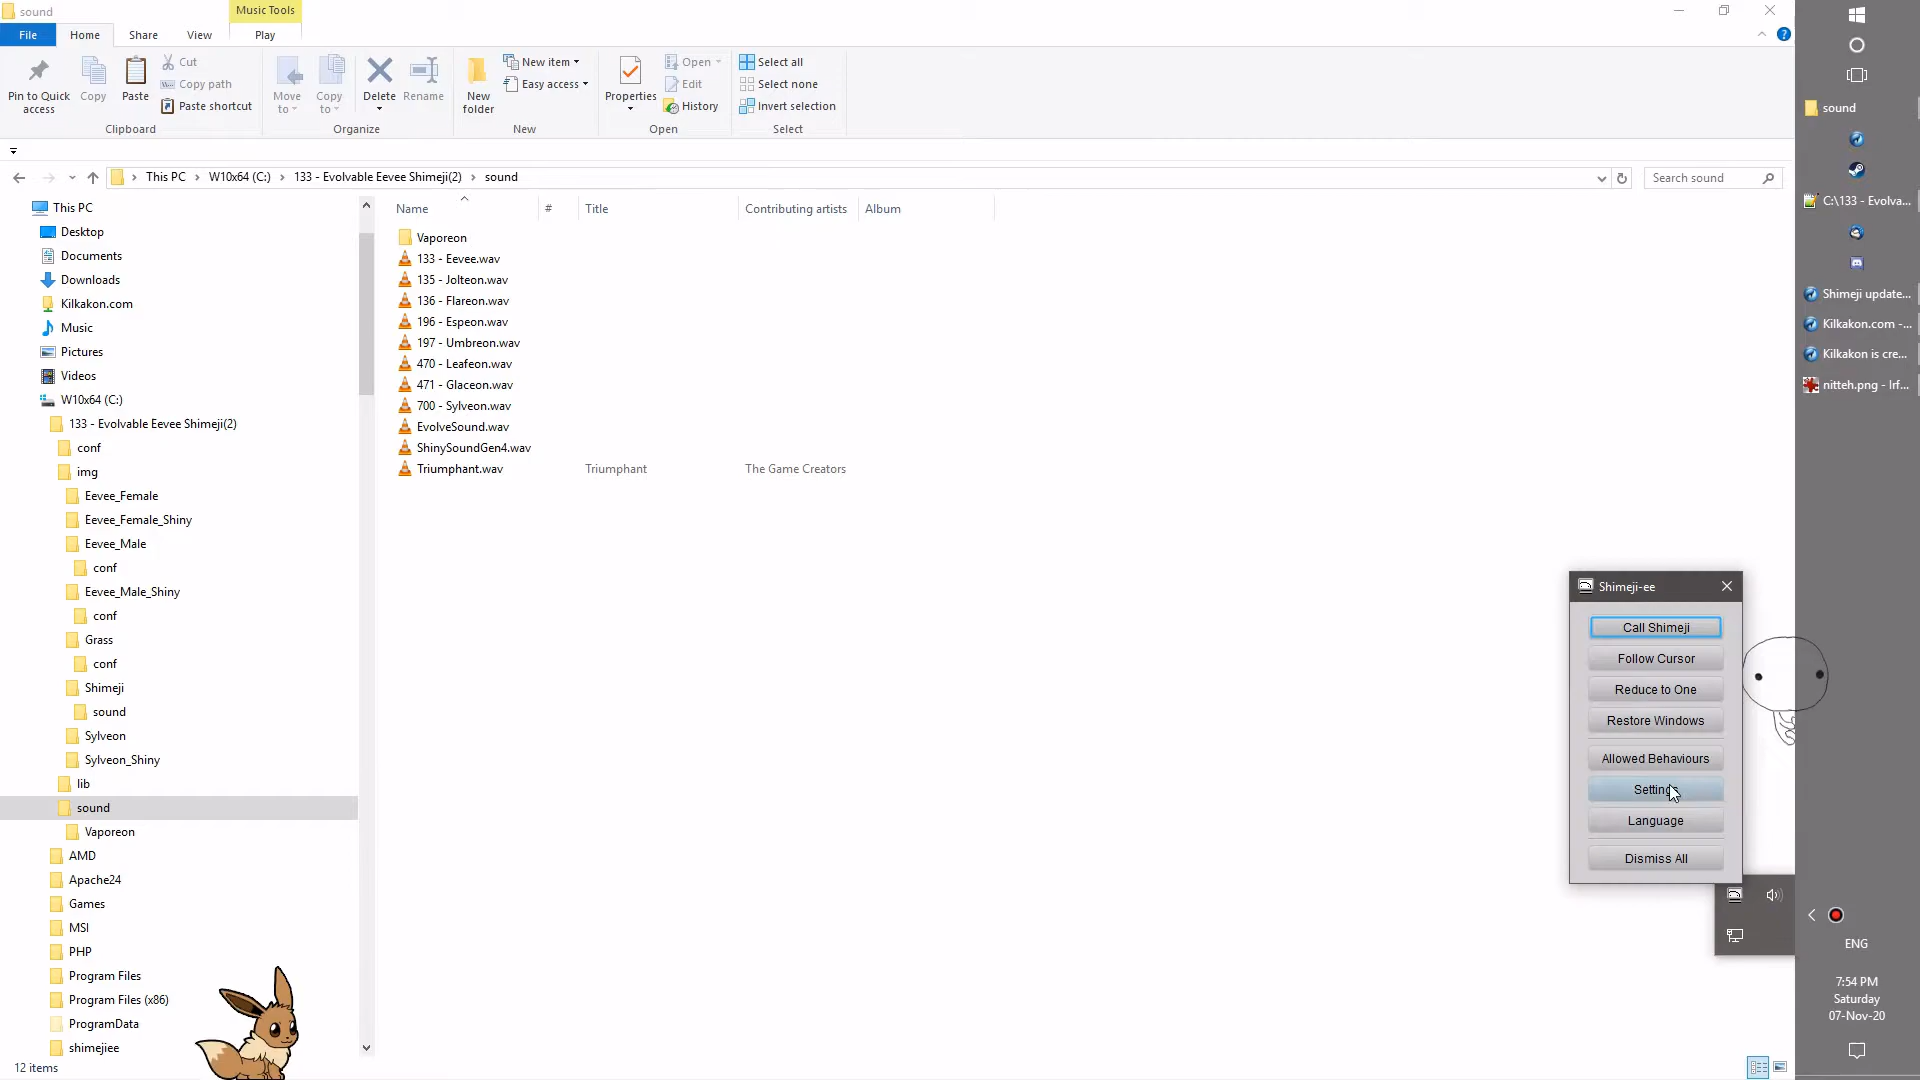 sound
Music Tools
File
Home
Share
View
Play
Pin to Quick access
Copy
Paste
Cut
Copy path
Paste shortcut
Clipboard
Move to
Copy to
Delete
Rename
Organize
New folder
New item
Easy access
New
Properties
Open
Edit
History
Open
Select all
Select none
Invert selection
Select
This PC
W10x64 (C:)
133 - Evolvable Eevee Shimeji(2)
sound
Search sound
This PC
Desktop
Documents
Downloads
Kilkakon.com
Music
Pictures
Videos
W10x64 (C:)
133 - Evolvable Eevee Shimeji(2)
conf
img
Eevee_Female
Eevee_Female_Shiny
Eevee_Male
conf
Eevee_Male_Shiny
conf
Grass
conf
Shimeji
sound
Sylveon
Sylveon_Shiny
lib
sound
Vaporeon
AMD
Apache24
Games
MSI
PHP
Program Files
Program Files (x86)
ProgramData
shimejiee
12 items
Name # Title Contributing artists Album
Vaporeon
133 - Eevee.wav
135 - Jolteon.wav
136 - Flareon.wav
196 - Espeon.wav
197 - Umbreon.wav
470 - Leafeon.wav
471 - Glaceon.wav
700 - Sylveon.wav
EvolveSound.wav
ShinySoundGen4.wav
Triumphant.wav Triumphant The Game Creators
Shimeji-ee
Call Shimeji
Follow Cursor
Reduce to One
Restore Windows
Allowed Behaviours
Settings
Language
Dismiss All
sound
C:\133 - Evolva...
Shimeji update...
Kilkakon.com -...
Kilkakon is cre...
nitteh.png - Irf...
ENG
7:54 PM
Saturday
07-Nov-20